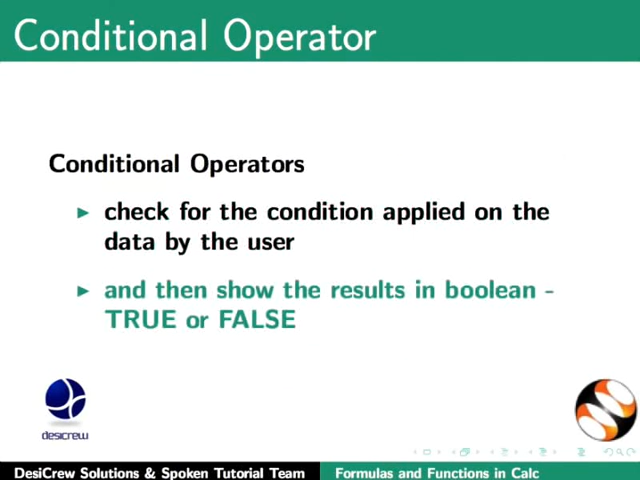 Conditional Operator
Conditional Operators
check for the condition applied on the
data by the user
and then show the results in boolean -
TRUE or FALSE
desicrew
DesiCrew Solutions & Spoken Tutorial Team
Formulas and Functions in Calc